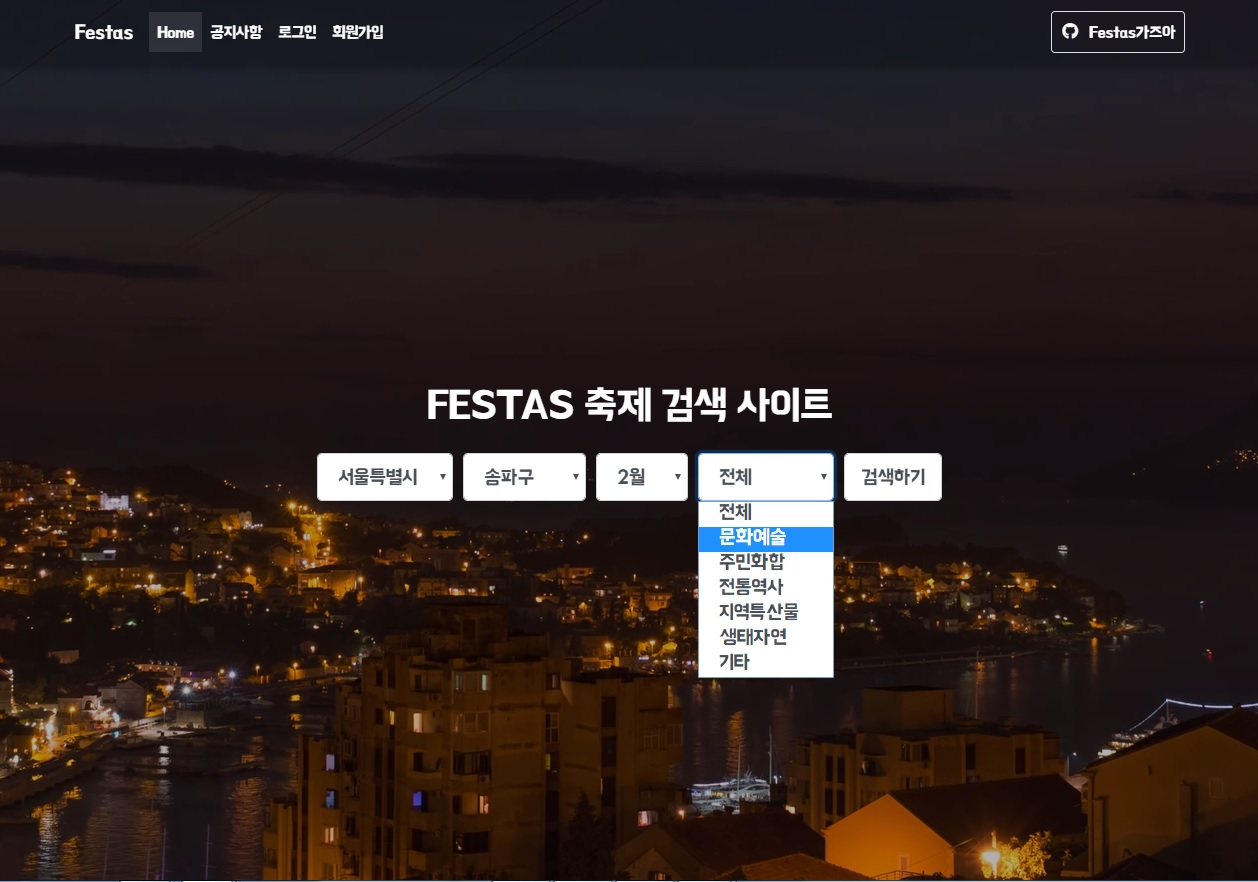 Festas Home 공지사항 로그인 회원가입 Festas가즈아
FESTAS 축제 검색 사이트
서울특별시 송파구 2월 전체 검색하기
전체
문화예술
주민화합
전통역사
지역특산물
생태자연
기타